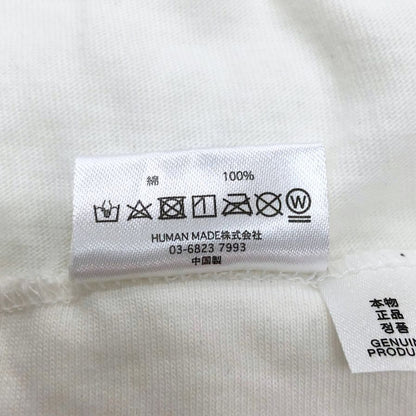 綿 100%
W
HUMAN MADE株式会社
03-6823 7993
中国製
本物
正品
정품
GENUI
PRODU